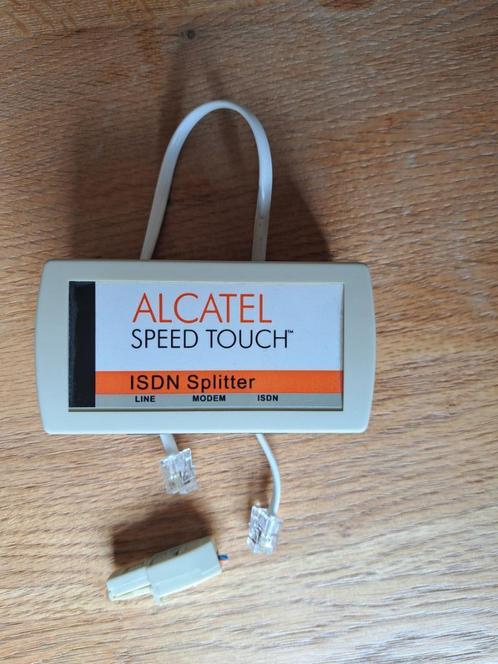 ALCATEL
SPEED TOUCH™
ISDN Splitter
LINE MODEM ISDN